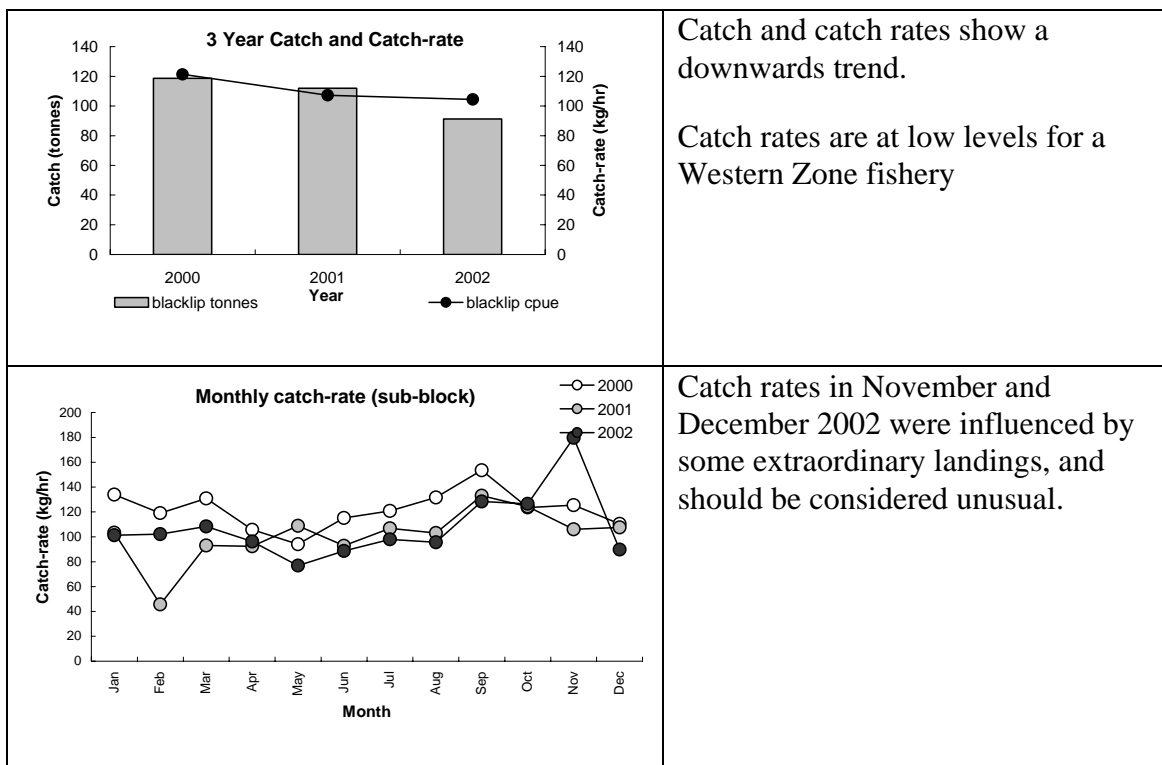 3 Year Catch and Catch-rate
140
120
100
80
60
40
20
0
Catch (tonnes)
140
120
100
80
60
40
20
0
Catch-rate (kg/hr)
2000 2001 2002
Year
blacklip tonnes blacklip cpue
Catch and catch rates show a
downwards trend.
Catch rates are at low levels for a
Western Zone fishery
Monthly catch-rate (sub-block)
2000
2001
2002
200
180
160
140
120
100
80
60
40
20
0
Catch-rate (kg/hr)
Jan Feb Mar Apr May Jun Jul Aug Sep Oct Nov Dec
Month
Catch rates in November and
December 2002 were influenced by
some extraordinary landings, and
should be considered unusual.